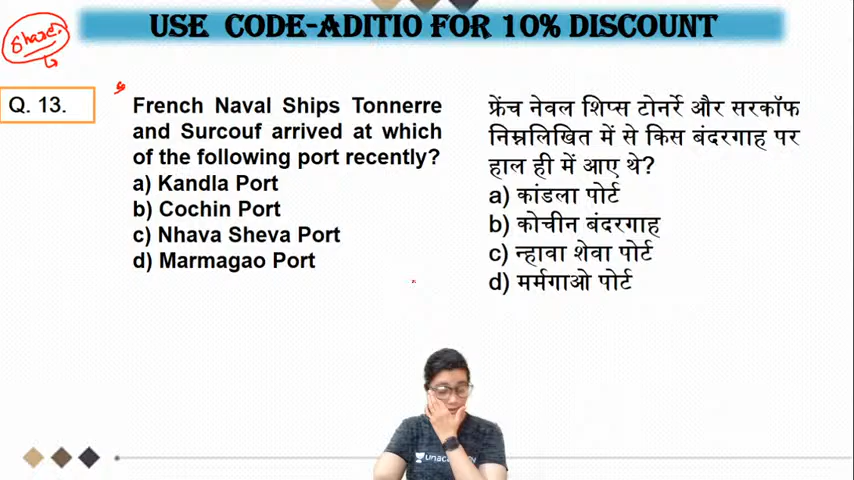 USE CODE-ADITIO FOR 10% DISCOUNT
Share
Q. 13.
French Naval Ships Tonnerre
and Surcouf arrived at which
of the following port recently?
a) Kandla Port
b) Cochin Port
c) Nhava Sheva Port
d) Marmagao Port
फ्रेंच नेवल शिप्स टोनर्रे और सरकॉफ
निम्नलिखित में से किस बंदरगाह पर
हाल ही में आए थे?
a) कांडला पोर्ट
b) कोचीन बंदरगाह
c) न्हावा शेवा पोर्ट
d) मर्मगाओ पोर्ट